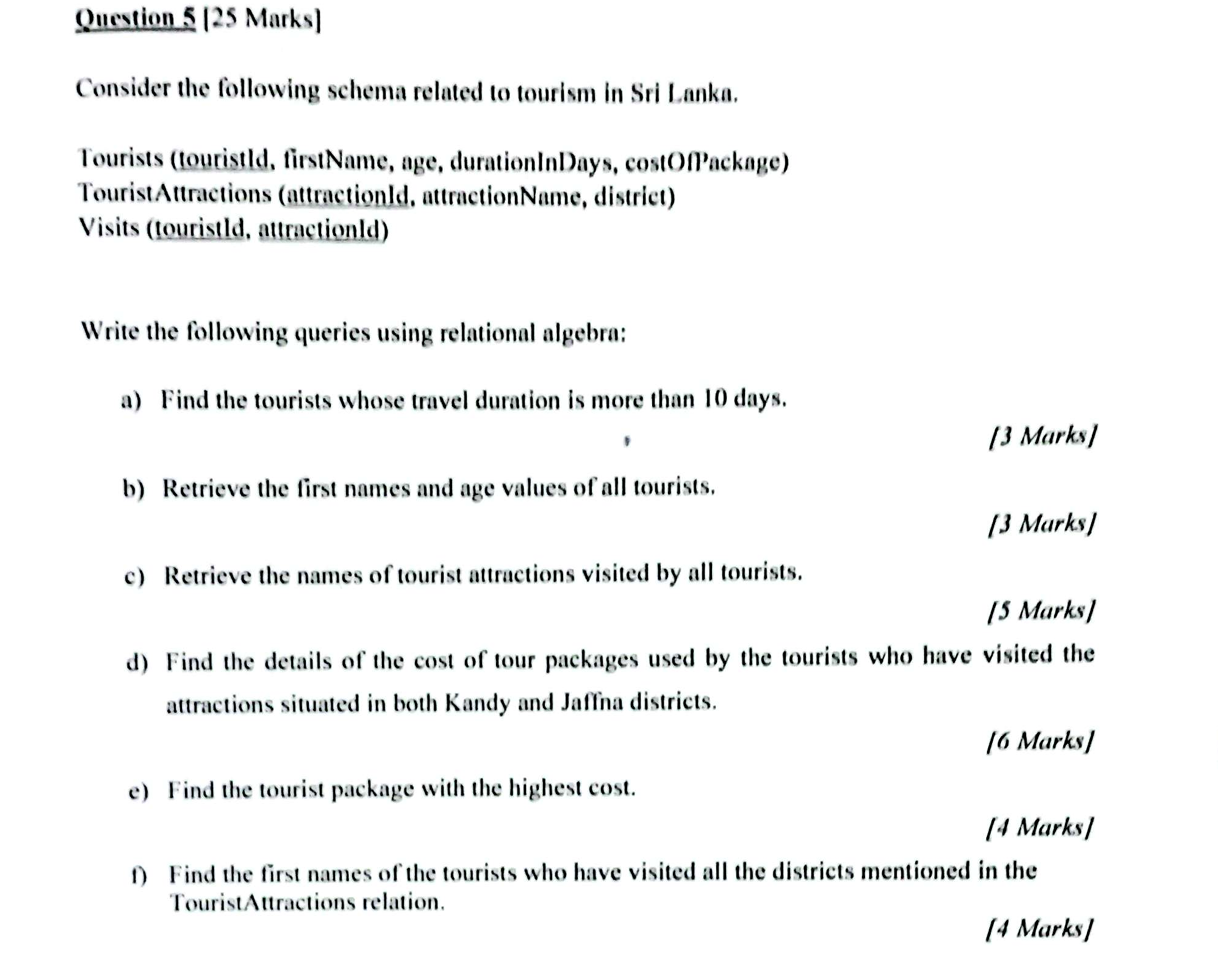 Question 5 [25 Marks]
Consider the following schema related to tourism in Sri Lanka.
Tourists (touristId, firstName, age, durationInDays, costOfPackage)
TouristAttractions (attractionId, attractionName, district)
Visits (touristId, attractionId)
Write the following queries using relational algebra:
a) Find the tourists whose travel duration is more than 10 days.
[3 Marks]
b) Retrieve the first names and age values of all tourists.
[3 Marks]
c) Retrieve the names of tourist attractions visited by all tourists.
[5 Marks]
d) Find the details of the cost of tour packages used by the tourists who have visited the
attractions situated in both Kandy and Jaffna districts.
[6 Marks]
e) Find the tourist package with the highest cost.
[4 Marks]
f) Find the first names of the tourists who have visited all the districts mentioned in the
TouristAttractions relation.
[4 Marks]